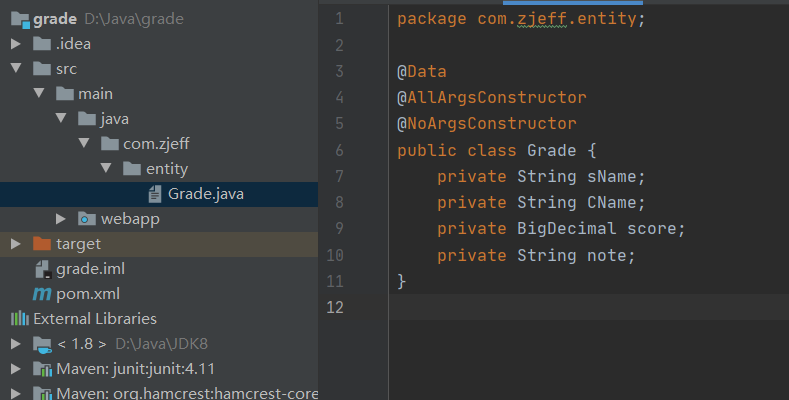 grade D:\Java\grade
.idea
src
main
java
com.zjeff
entity
Grade.java
webapp
target
grade.iml
pom.xml
External Libraries
< 1.8 > D:\Java\JDK8
Maven: junit:junit:4.11
Maven: org.hamcrest:hamcrest-core
1 package com.zjeff.entity;
2
3 @Data
4 @AllArgsConstructor
5 @NoArgsConstructor
6 public class Grade {
7 private String sName;
8 private String CName;
9 private BigDecimal score;
10 private String note;
11 }
12